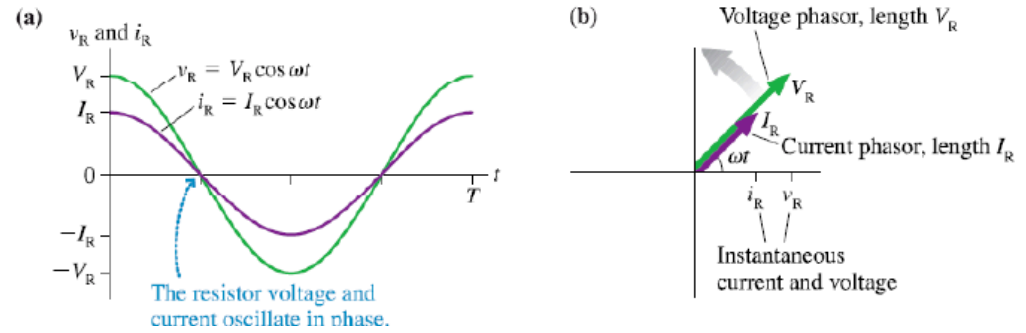 (a)
v_R and i_R
V_R
v_R = V_R cos ωt
I_R
i_R = I_R cos ωt
0
t
T
−I_R
−V_R
The resistor voltage and
current oscillate in phase.
(b)
Voltage phasor, length V_R
V_R
I_R
Current phasor, length I_R
ωt
i_R v_R
Instantaneous
current and voltage